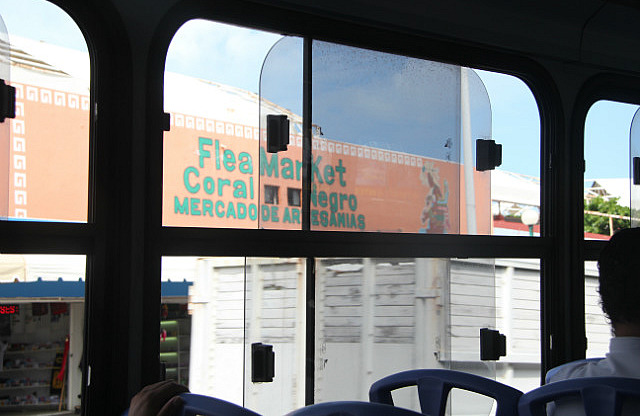 Flea Market
Coral Negro
MERCADO DE ARTESANIAS